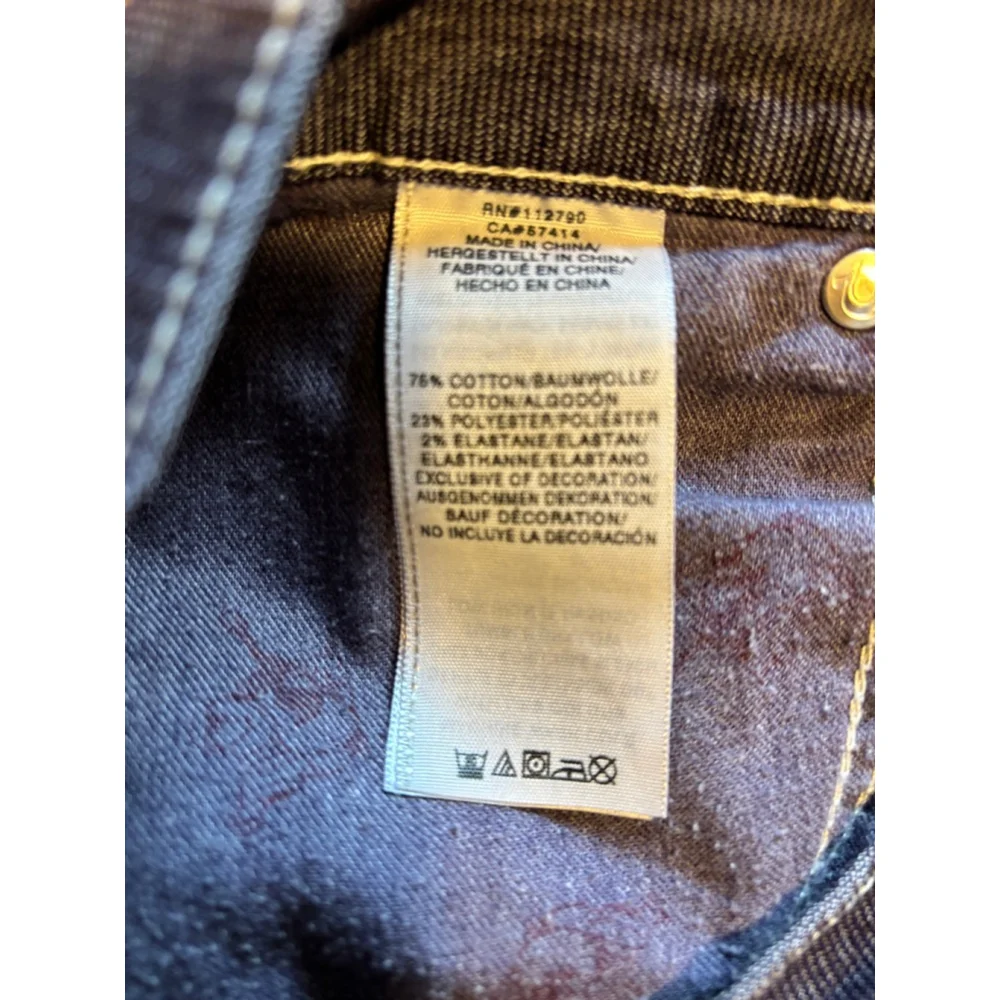 RN#112790
CA#57414
MADE IN CHINA/
HERGESTELLT IN CHINA/
FABRIQUÉ EN CHINE/
HECHO EN CHINA
75% COTTON/BAUMWOLLE/
COTON/ALGODÓN
23% POLYESTER/POLIÉSTER
2% ELASTANE/ELASTAN/
ELASTHANNE/ELASTANO
EXCLUSIVE OF DECORATION/
AUSGENOMMEN DEKORATION/
SAUF DÉCORATION/
NO INCLUYE LA DECORACIÓN